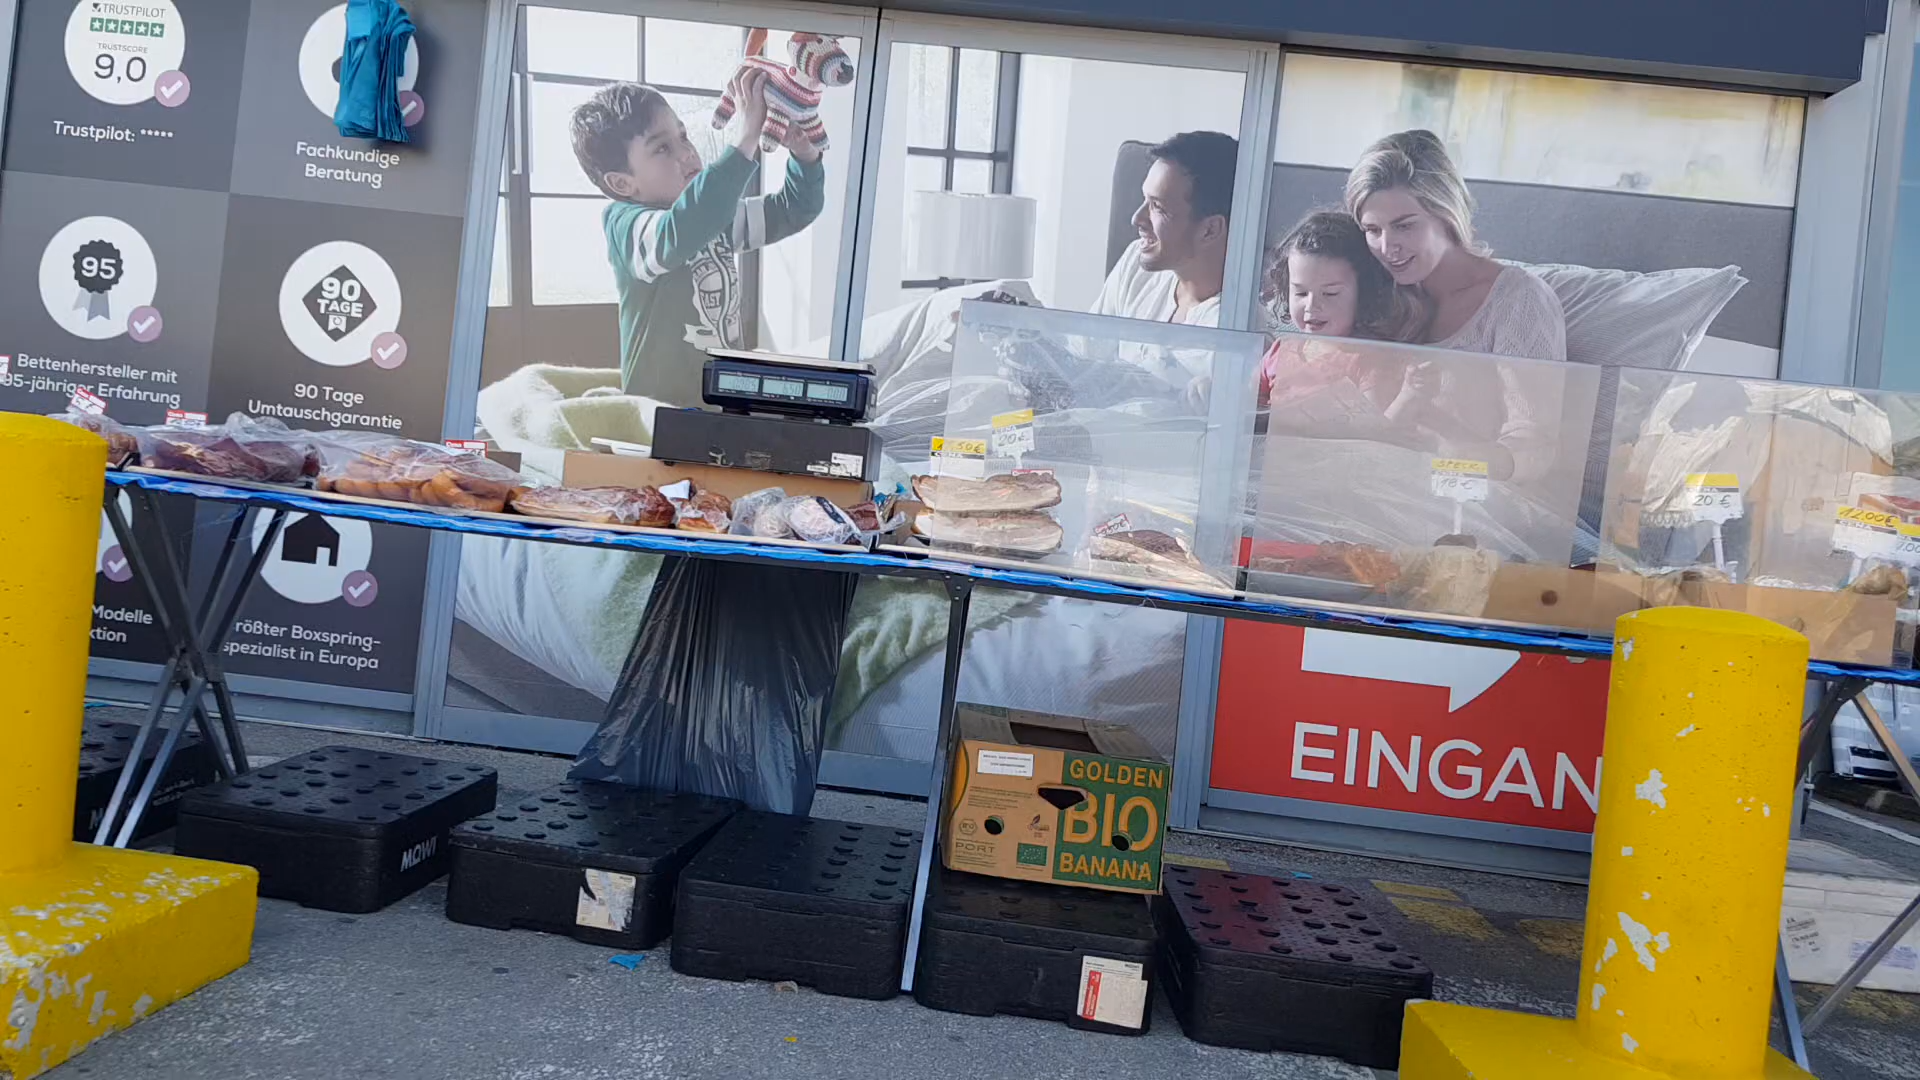 TRUSTPILOT
TRUSTSCORE
9,0
Trustpilot: *****
Fachkundige
Beratung
95
Bettenhersteller mit
95-jähriger Erfahrung
90
TAGE
90 Tage
Umtauschgarantie
Modelle
ktion
rößter Boxspring-
spezialist in Europa
20 €
SPECK
18 €
20 €
12.00€
EINGAN
GOLDEN
BIO
BANANA
PORT
MOWI